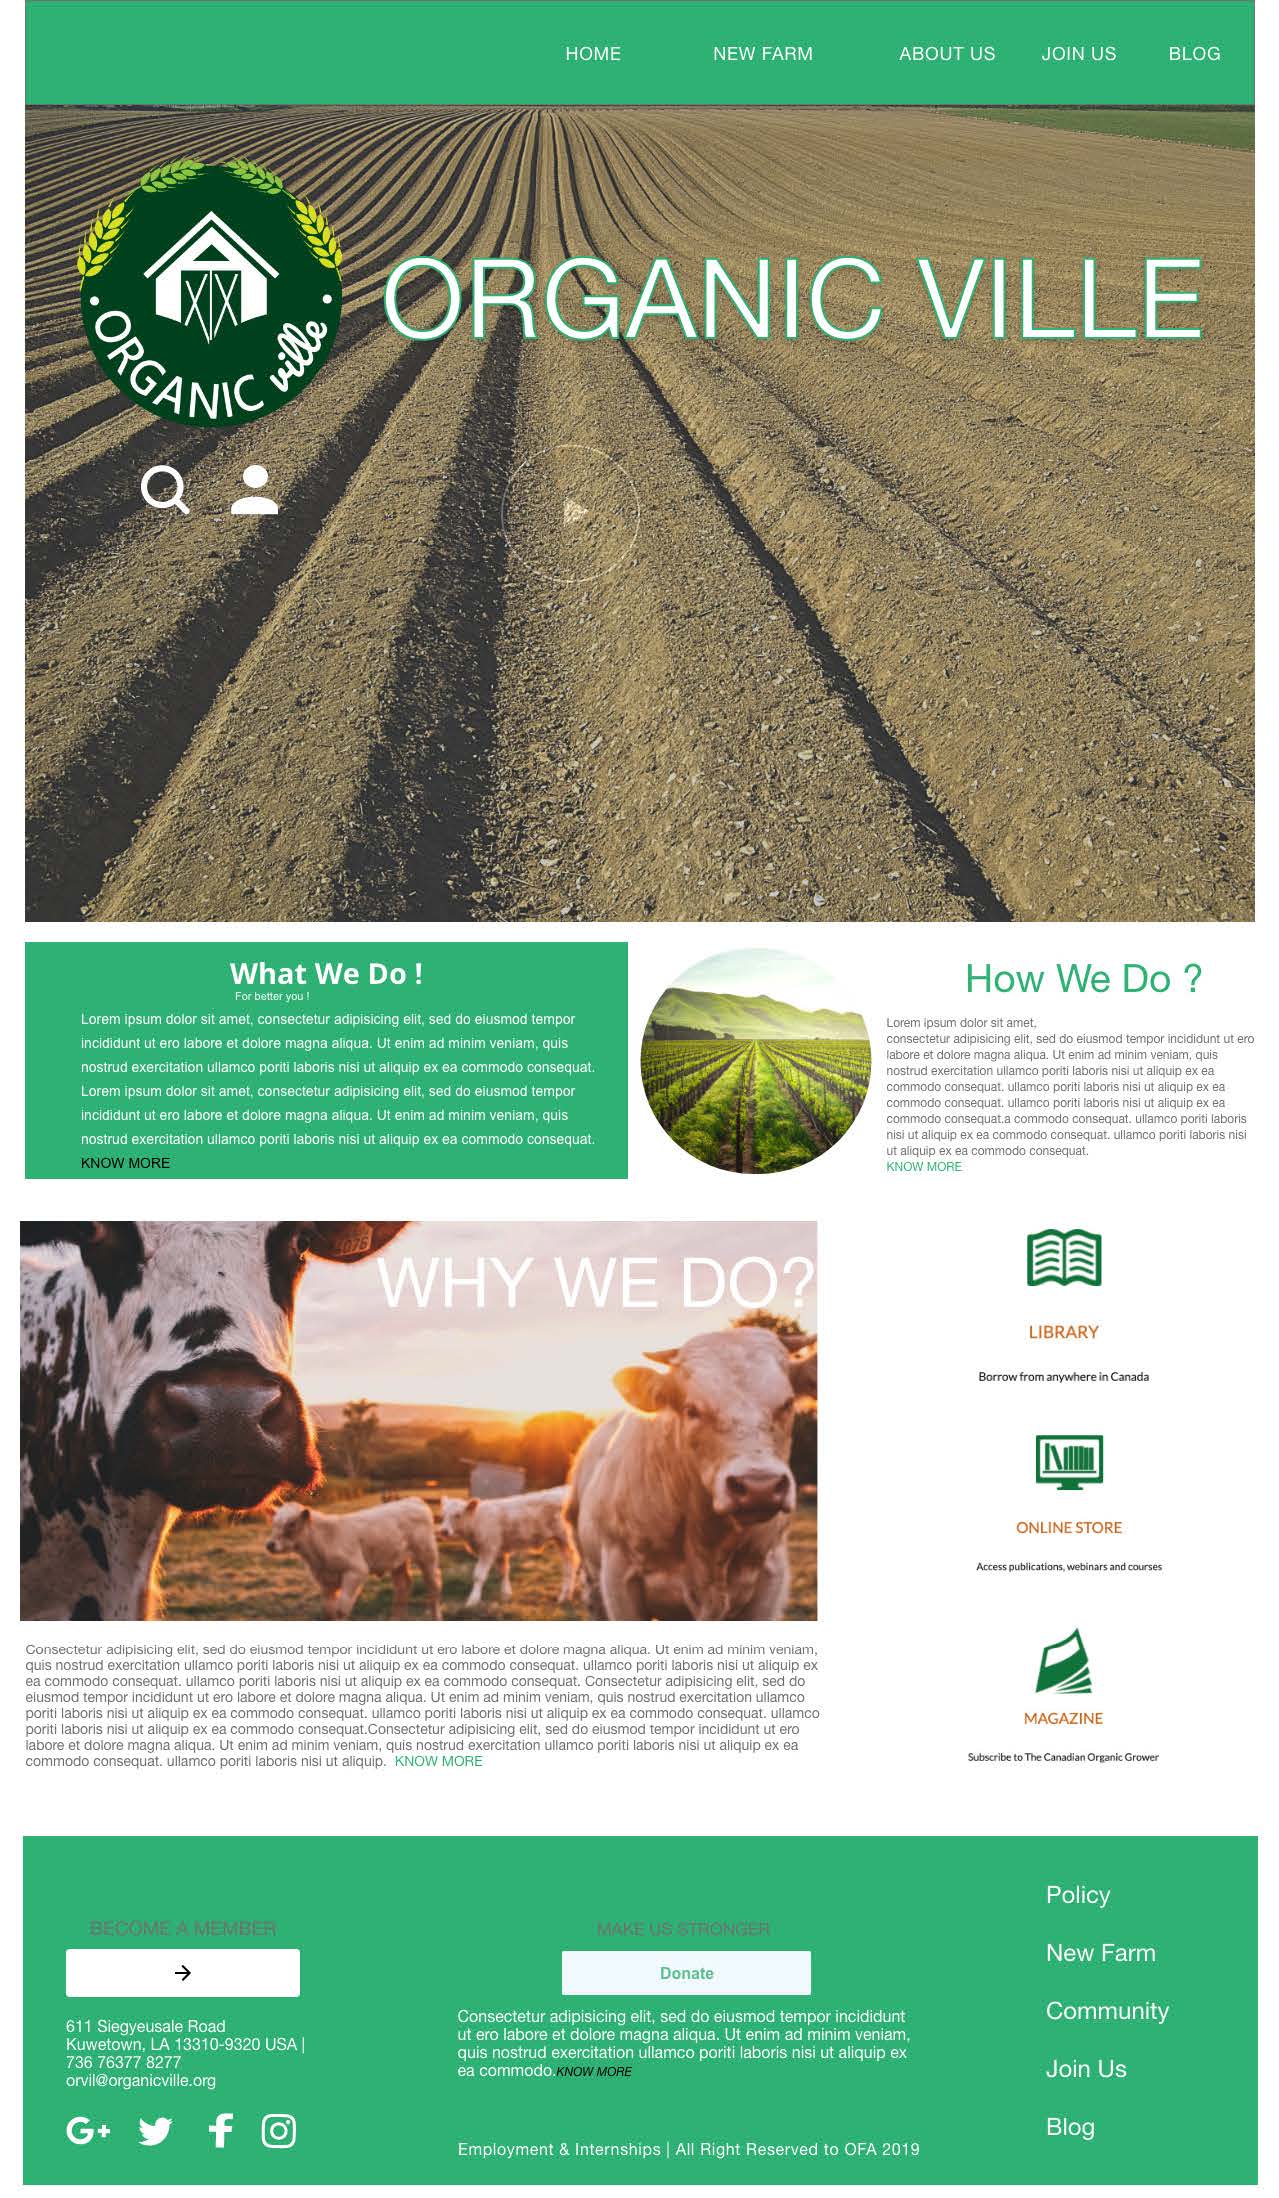 HOME NEW FARM ABOUT US JOIN US BLOG
ORGANIC ville
ORGANIC VILLE
What We Do !
For better you !
Lorem ipsum dolor sit amet, consectetur adipisicing elit, sed do eiusmod tempor
incididunt ut ero labore et dolore magna aliqua. Ut enim ad minim veniam, quis
nostrud exercitation ullamco poriti laboris nisi ut aliquip ex ea commodo consequat.
Lorem ipsum dolor sit amet, consectetur adipisicing elit, sed do eiusmod tempor
incididunt ut ero labore et dolore magna aliqua. Ut enim ad minim veniam, quis
nostrud exercitation ullamco poriti laboris nisi ut aliquip ex ea commodo consequat.
KNOW MORE
How We Do ?
Lorem ipsum dolor sit amet,
consectetur adipisicing elit, sed do eiusmod tempor incididunt ut ero
labore et dolore magna aliqua. Ut enim ad minim veniam, quis
nostrud exercitation ullamco poriti laboris nisi ut aliquip ex ea
commodo consequat. ullamco poriti laboris nisi ut aliquip ex ea
commodo consequat. ullamco poriti laboris nisi ut aliquip ex ea
commodo consequat.a commodo consequat. ullamco poriti laboris
nisi ut aliquip ex ea commodo consequat. ullamco poriti laboris nisi
ut aliquip ex ea commodo consequat.
KNOW MORE
4076
WHY WE DO?
Consectetur adipisicing elit, sed do eiusmod tempor incididunt ut ero labore et dolore magna aliqua. Ut enim ad minim veniam,
quis nostrud exercitation ullamco poriti laboris nisi ut aliquip ex ea commodo consequat. ullamco poriti laboris nisi ut aliquip ex
ea commodo consequat. ullamco poriti laboris nisi ut aliquip ex ea commodo consequat. Consectetur adipisicing elit, sed do
eiusmod tempor incididunt ut ero labore et dolore magna aliqua. Ut enim ad minim veniam, quis nostrud exercitation ullamco
poriti laboris nisi ut aliquip ex ea commodo consequat. ullamco poriti laboris nisi ut aliquip ex ea commodo consequat. ullamco
poriti laboris nisi ut aliquip ex ea commodo consequat.Consectetur adipisicing elit, sed do eiusmod tempor incididunt ut ero
labore et dolore magna aliqua. Ut enim ad minim veniam, quis nostrud exercitation ullamco poriti laboris nisi ut aliquip ex ea
commodo consequat. ullamco poriti laboris nisi ut aliquip. KNOW MORE
LIBRARY
Borrow from anywhere in Canada
ONLINE STORE
Access publications, webinars and courses
MAGAZINE
Subscribe to The Canadian Organic Grower
BECOME A MEMBER
611 Siegyeusale Road
Kuwetown, LA 13310-9320 USA |
736 76377 8277
orvil@organicville.org
G+
MAKE US STRONGER
Donate
Consectetur adipisicing elit, sed do eiusmod tempor incididunt
ut ero labore et dolore magna aliqua. Ut enim ad minim veniam,
quis nostrud exercitation ullamco poriti laboris nisi ut aliquip ex
ea commodo.KNOW MORE
Employment & Internships | All Right Reserved to OFA 2019
Policy
New Farm
Community
Join Us
Blog